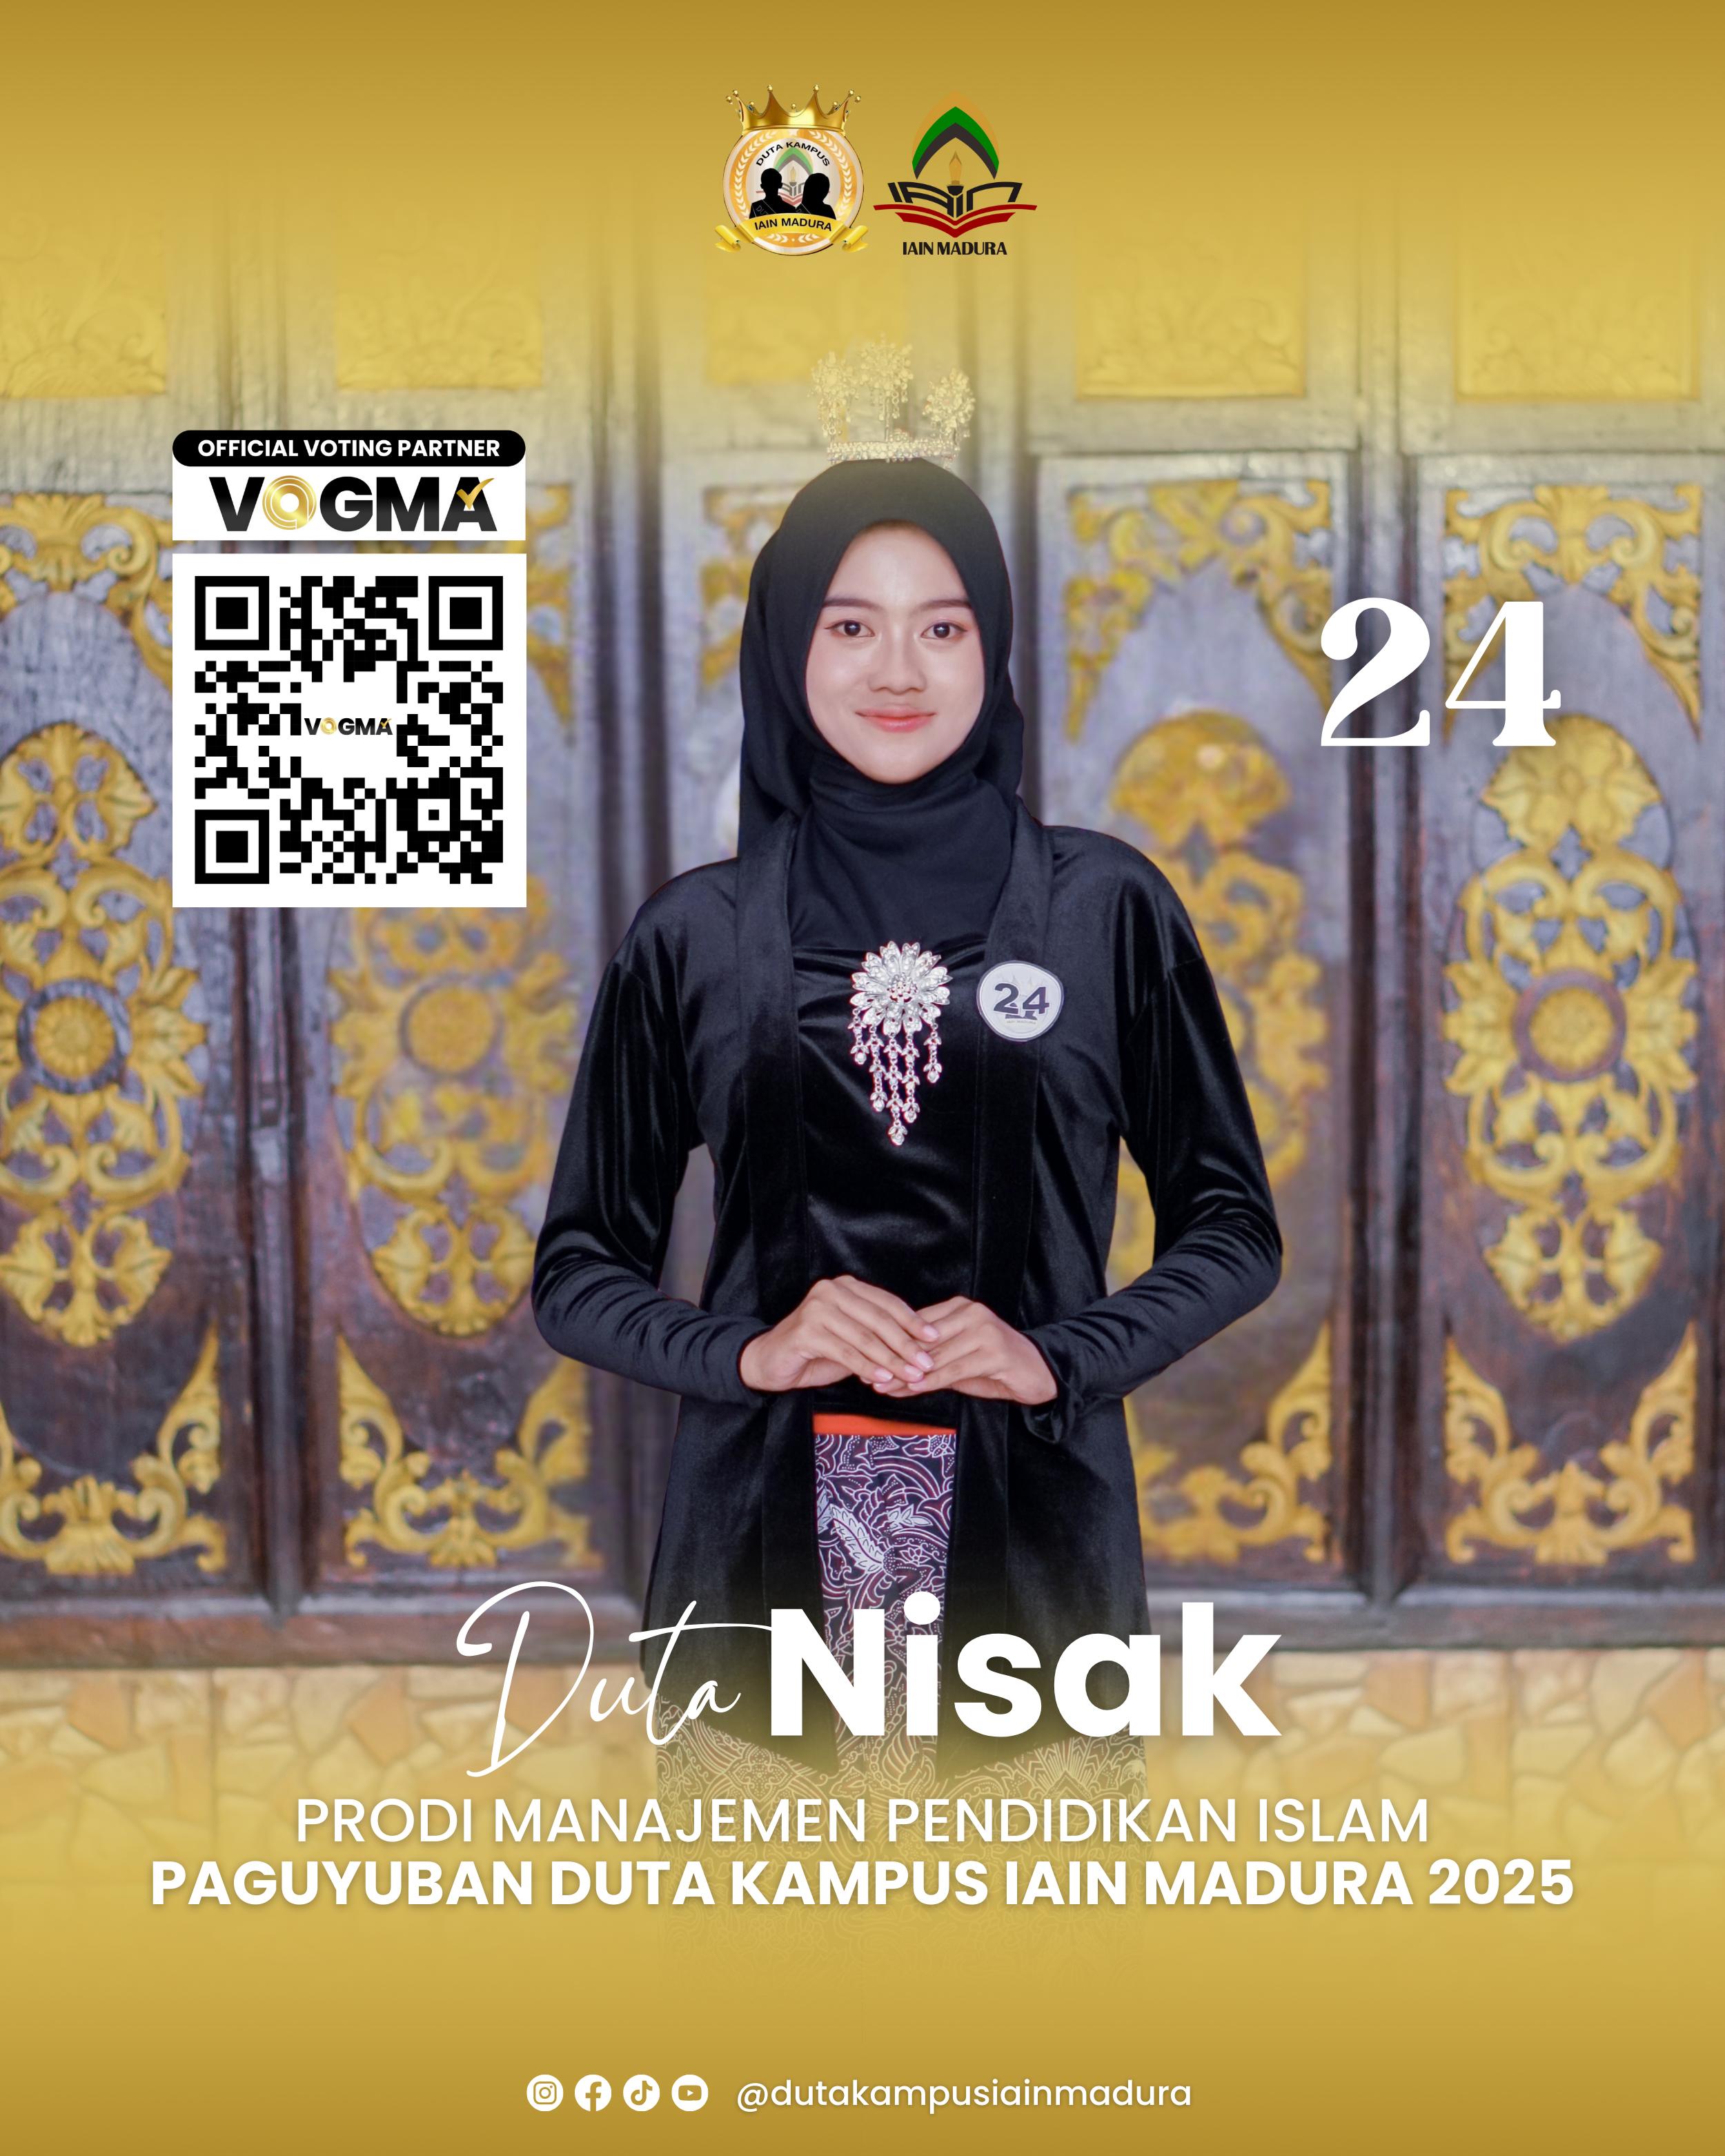 DUTA KAMPUS
IAIN MADURA
IAIN MADURA
OFFICIAL VOTING PARTNER
VOGMA
VOGMA
24
24
Duta Nisak
PRODI MANAJEMEN PENDIDIKAN ISLAM
PAGUYUBAN DUTA KAMPUS IAIN MADURA 2025
@dutakampusiainmadura